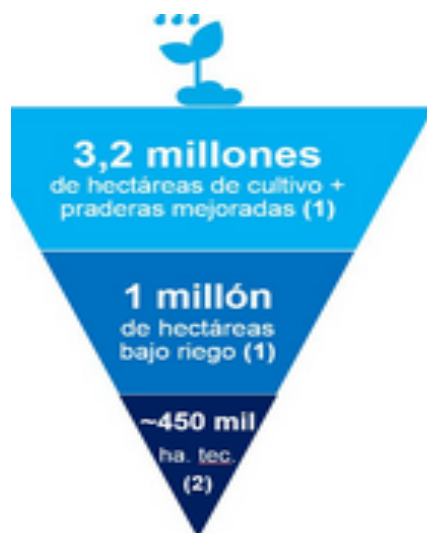 3,2 millones
de hectáreas de cultivo +
praderas mejoradas (1)
1 millón
de hectáreas
bajo riego (1)
~450 mil
ha. tec.
(2)